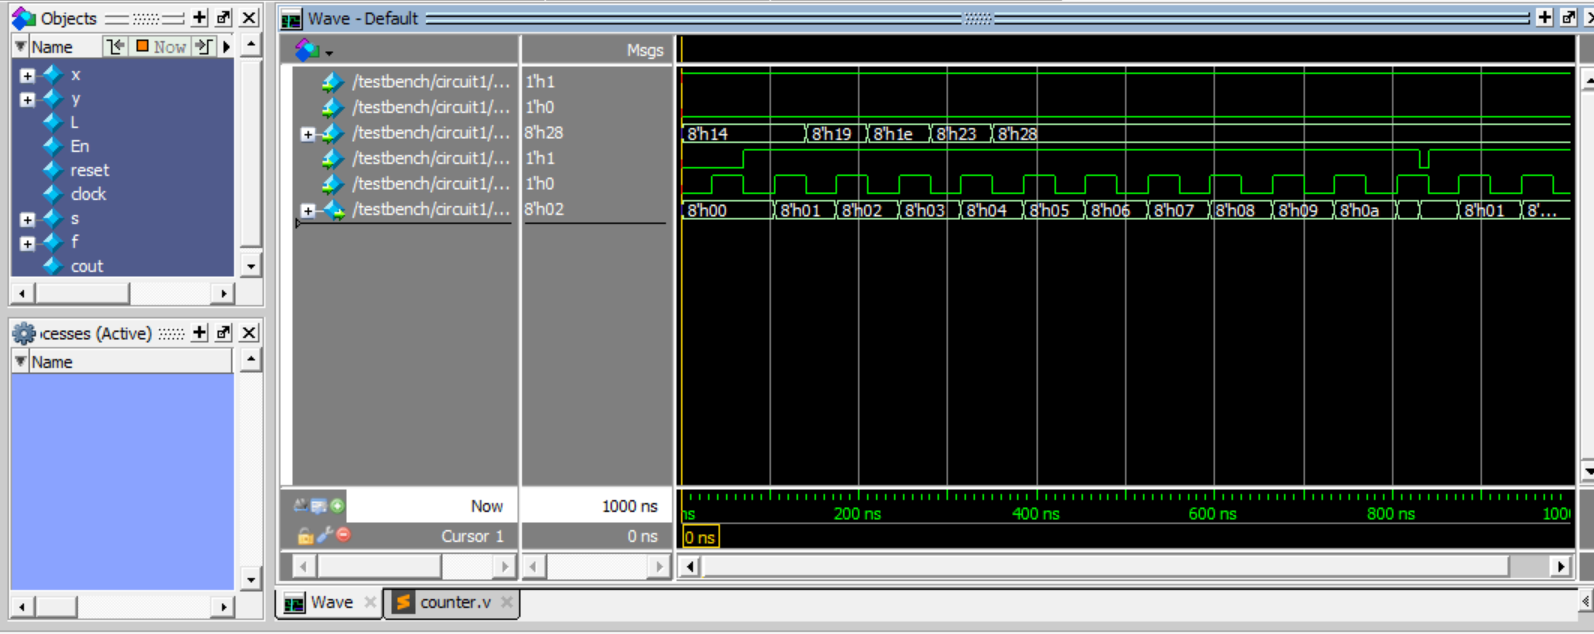 Objects
Name Now
x
y
L
En
reset
clock
s
f
cout
cesses (Active)
Name
Wave - Default
Msgs
/testbench/circuit1/... 1'h1
/testbench/circuit1/... 1'h0
/testbench/circuit1/... 8'h28 8'h14 8'h19 8'h1e 8'h23 8'h28
/testbench/circuit1/... 1'h1
/testbench/circuit1/... 1'h0
/testbench/circuit1/... 8'h02 8'h00 8'h01 8'h02 8'h03 8'h04 8'h05 8'h06 8'h07 8'h08 8'h09 8'h0a 8'h01 8'...
Now 1000 ns
ns 200 ns 400 ns 600 ns 800 ns 100
Cursor 1 0 ns 0 ns
Wave counter.v